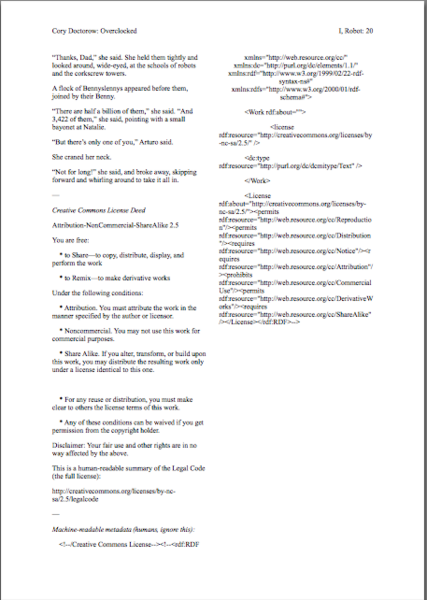 Cory Doctorow: Overclocked
I, Robot: 20
“Thanks, Dad,” she said. She held them tightly and
looked around, wide-eyed, at the schools of robots
and the corkscrew towers.
A flock of Bennyslennys appeared before them,
joined by their Benny.
“There are half a billion of them,” she said. “And
3,422 of them,” she said, pointing with a small
bayonet at Natalie.
“But there’s only one of you,” Arturo said.
She craned her neck.
“Not for long!” she said, and broke away, skipping
forward and whirling around to take it all in.
—
Creative Commons License Deed
Attribution-NonCommercial-ShareAlike 2.5
You are free:
* to Share—to copy, distribute, display, and
perform the work
* to Remix—to make derivative works
Under the following conditions:
* Attribution. You must attribute the work in the
manner specified by the author or licensor.
* Noncommercial. You may not use this work for
commercial purposes.
* Share Alike. If you alter, transform, or build upon
this work, you may distribute the resulting work only
under a license identical to this one.
* For any reuse or distribution, you must make
clear to others the license terms of this work.
* Any of these conditions can be waived if you get
permission from the copyright holder.
Disclaimer: Your fair use and other rights are in no
way affected by the above.
This is a human-readable summary of the Legal Code
(the full license):
http://creativecommons.org/licenses/by-nc-
sa/2.5/legalcode
—
Machine-readable metadata (humans, ignore this):
<!--/Creative Commons License--><!--<rdf:RDF
xmlns="http://web.resource.org/cc/"
xmlns:dc="http://purl.org/dc/elements/1.1/"
xmlns:rdf="http://www.w3.org/1999/02/22-rdf-
syntax-ns#"
xmlns:rdfs="http://www.w3.org/2000/01/rdf-
schema#">
<Work rdf:about="">
<license
rdf:resource="http://creativecommons.org/licenses/by
-nc-sa/2.5/" />
<dc:type
rdf:resource="http://purl.org/dc/dcmitype/Text" />
</Work>
<License
rdf:about="http://creativecommons.org/licenses/by-
nc-sa/2.5/"><permits
rdf:resource="http://web.resource.org/cc/Reproductio
n"/><permits
rdf:resource="http://web.resource.org/cc/Distribution
"/><requires
rdf:resource="http://web.resource.org/cc/Notice"/><r
equires
rdf:resource="http://web.resource.org/cc/Attribution"/
><prohibits
rdf:resource="http://web.resource.org/cc/Commercial
Use"/><permits
rdf:resource="http://web.resource.org/cc/DerivativeW
orks"/><requires
rdf:resource="http://web.resource.org/cc/ShareAlike"
/></License></rdf:RDF>-->